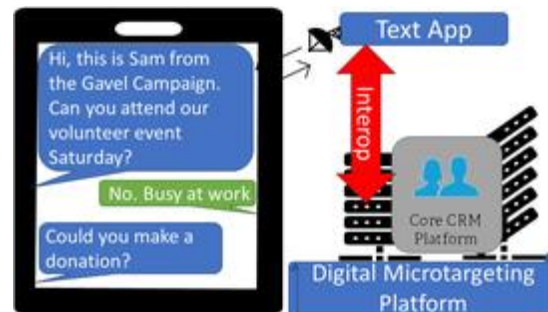 Hi, this is Sam from
the Gavel Campaign.
Can you attend our
volunteer event
Saturday?
No. Busy at work
Could you make a
donation?
Text App
Interop
Core CRM
Platform
Digital Microtargeting
Platform